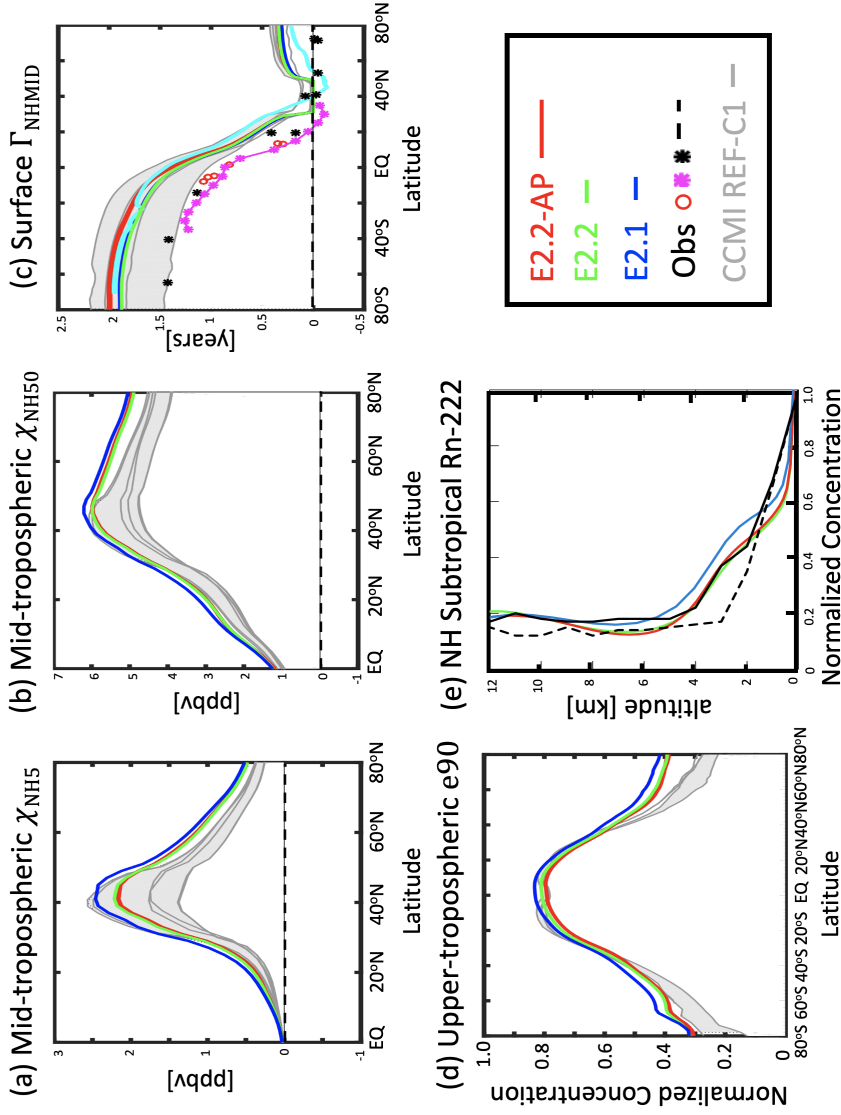 (a) Mid-tropospheric χNH5
3
2
1
0
-1
[ppbv]
EQ 20°N 40°N 60°N 80°N
Latitude
(b) Mid-tropospheric χNH50
7
6
5
4
3
2
1
0
-1
[ppbv]
EQ 20°N 40°N 60°N 80°N
Latitude
(c) Surface ΓNHMID
2.5
2
1.5
1
0.5
0
-0.5
[years]
80°S 40°S EQ 40°N 80°N
Latitude
(d) Upper-tropospheric e90
1.0
0.8
0.6
0.4
0.2
0
Normalized Concentration
80°S 60°S 40°S 20°S EQ 20°N 40°N 60°N 80°N
Latitude
(e) NH Subtropical Rn-222
12
10
8
6
4
2
0
altitude [km]
0 0.2 0.4 0.6 0.8 1.0
Normalized Concentration
E2.2-AP
E2.2
E2.1
Obs
CCMI REF-C1